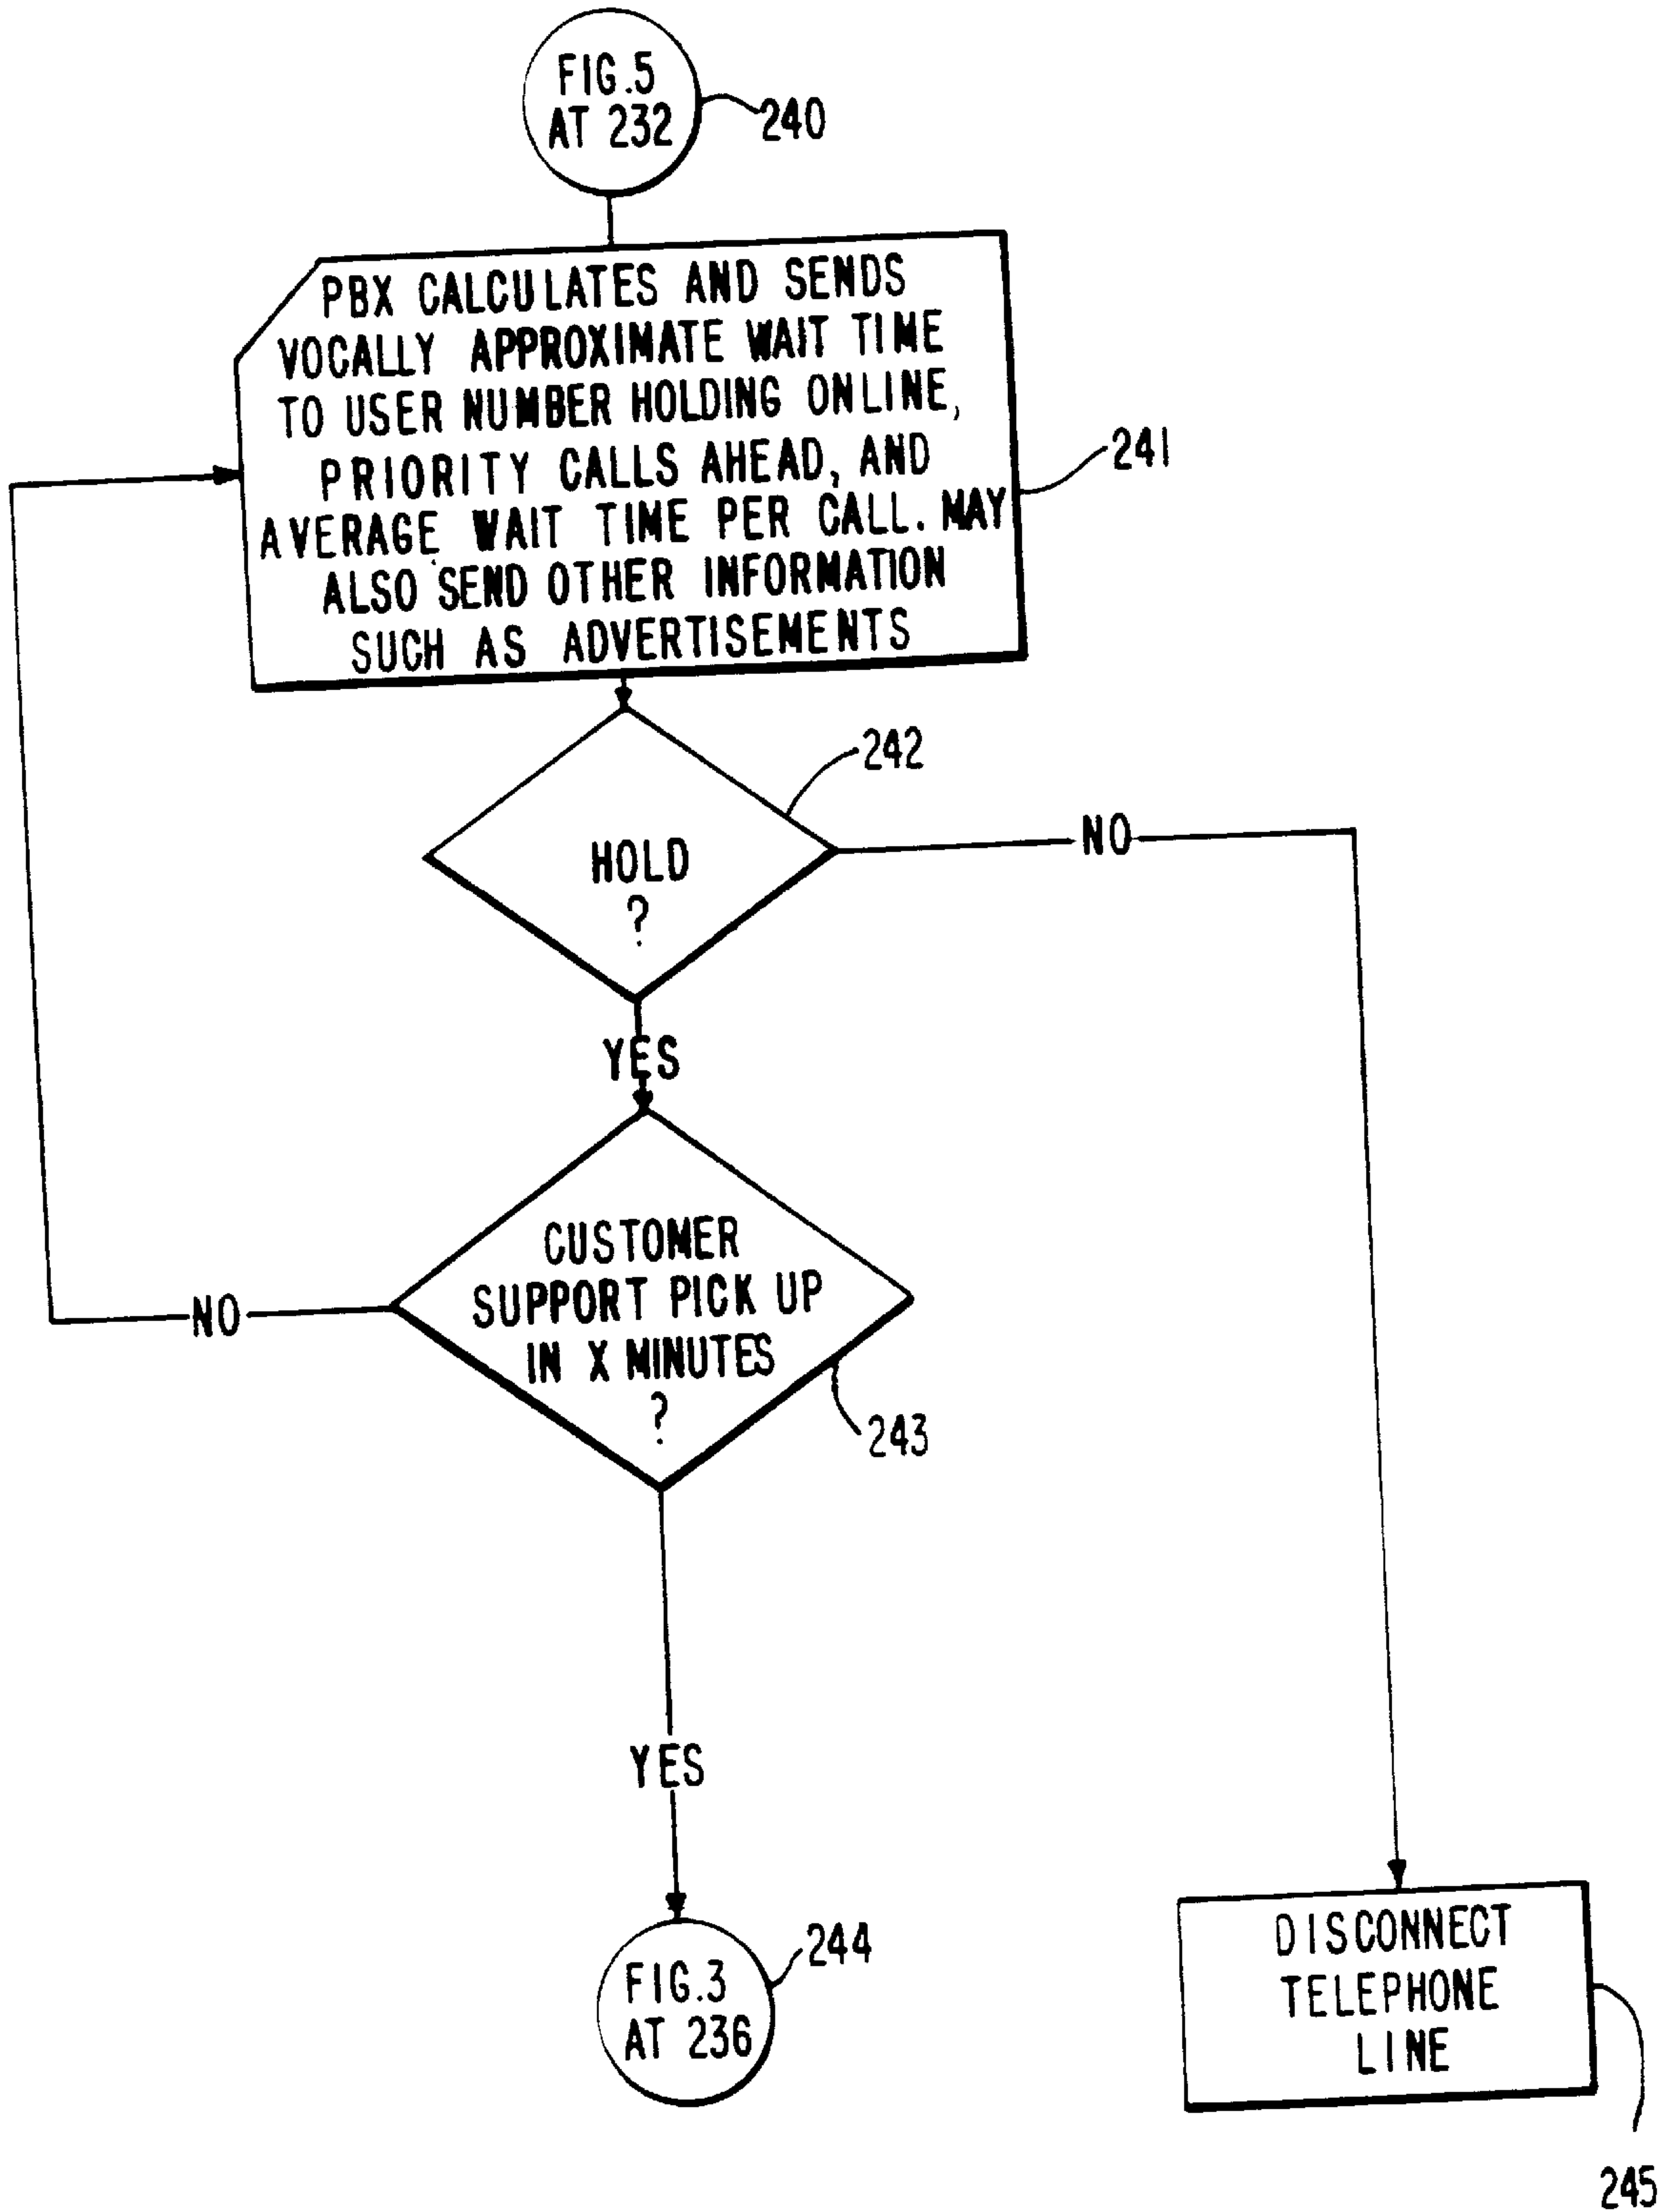 FIG.5
AT 232
240
PBX CALCULATES AND SENDS
VOCALLY APPROXIMATE WAIT TIME
TO USER NUMBER HOLDING ONLINE,
PRIORITY CALLS AHEAD, AND
AVERAGE WAIT TIME PER CALL. MAY
ALSO SEND OTHER INFORMATION
SUCH AS ADVERTISEMENTS
241
242
HOLD
?
NO
YES
CUSTOMER
SUPPORT PICK UP
IN X MINUTES
?
NO
243
YES
FIG.3
AT 236
244
DISCONNECT
TELEPHONE
LINE
245